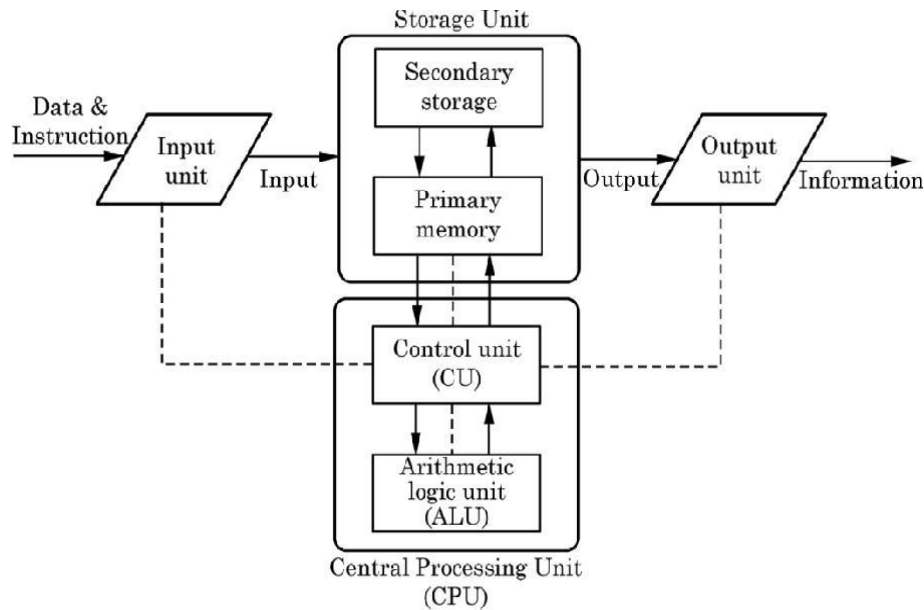 Storage Unit
Secondary
storage
Data &
Instruction
Input
unit
Input
Primary
memory
Output
Output
unit
Information
Control unit
(CU)
Arithmetic
logic unit
(ALU)
Central Processing Unit
(CPU)